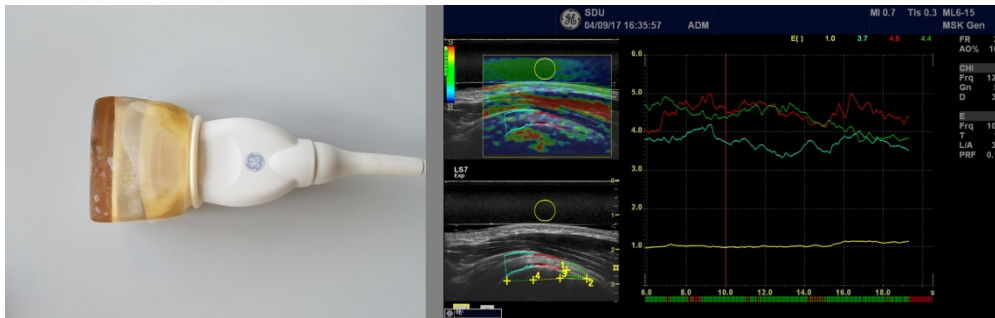 SDU
04/09/17 16:35:57 ADM
MI 0.7 TIs 0.3 ML6-15
MSK Gen
E( ) 1.0 3.7 4.5 4.4
FR
AO%
CHI
Frq
Gn
D
E
Frq
T
L/A
PRF
S
H
LS7
Exp
6.0
5.0
4.0
3.0
2.0
1.0
6.0 8.0 10.0 12.0 14.0 16.0 18.0 s
1
2
4
GE